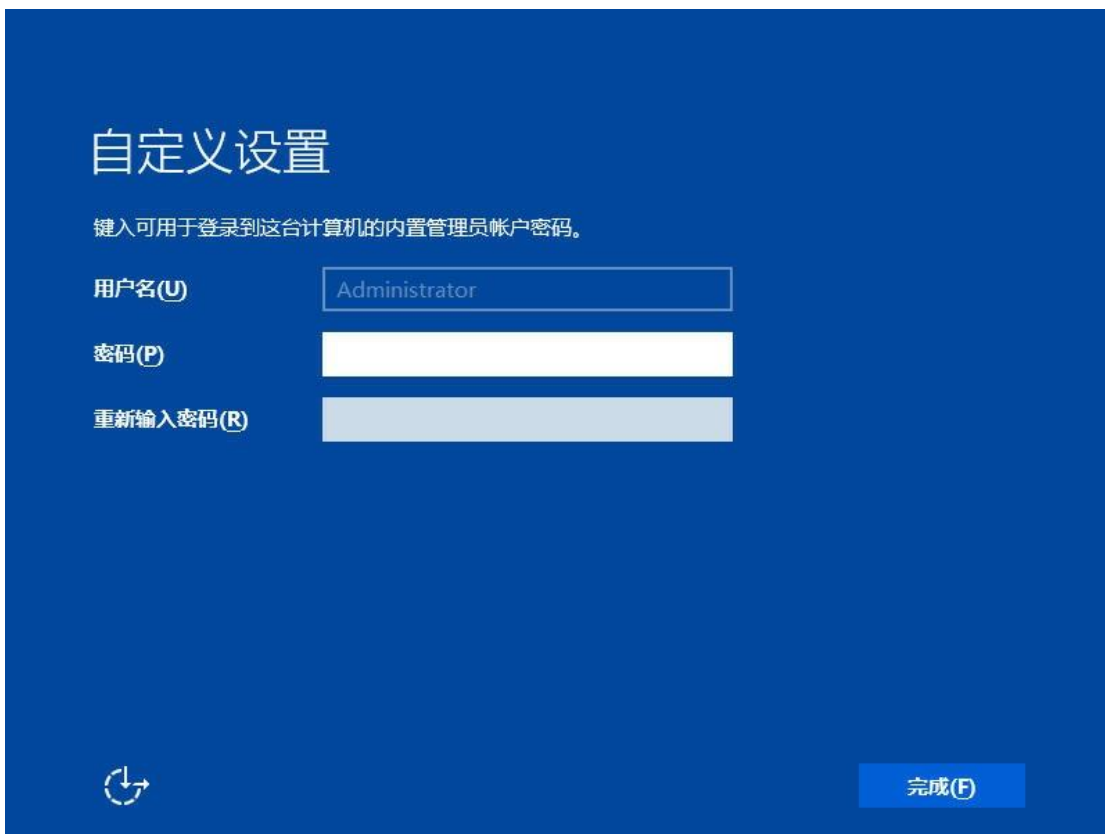 自定义设置
键入可用于登录到这台计算机的内置管理员帐户密码。
用户名(U) Administrator
密码(P)
重新输入密码(R)
完成(F)